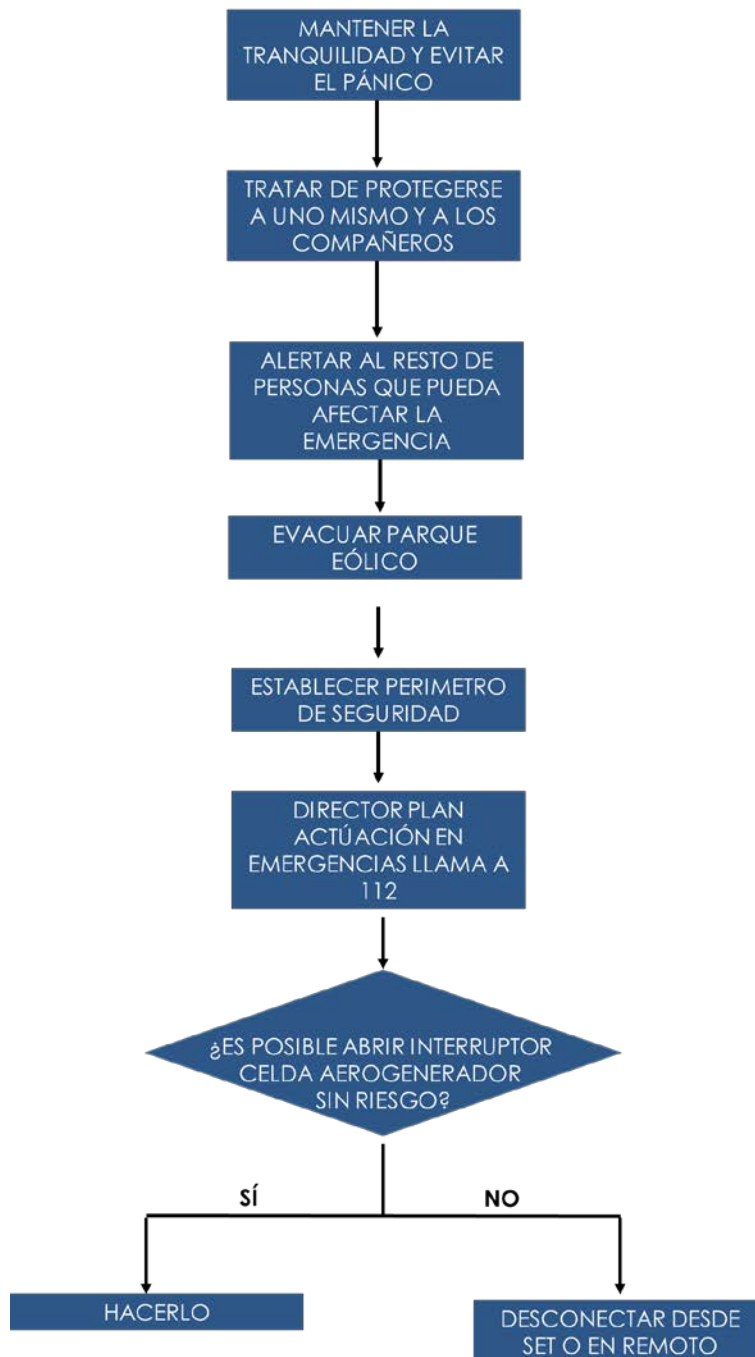 MANTENER LA
TRANQUILIDAD Y EVITAR
EL PÁNICO
TRATAR DE PROTEGERSE
A UNO MISMO Y A LOS
COMPAÑEROS
ALERTAR AL RESTO DE
PERSONAS QUE PUEDA
AFECTAR LA
EMERGENCIA
EVACUAR PARQUE
EÓLICO
ESTABLECER PERIMETRO
DE SEGURIDAD
DIRECTOR PLAN
ACTÚACIÓN EN
EMERGENCIAS LLAMA A
112
¿ES POSIBLE ABRIR INTERRUPTOR
CELDA AEROGENERADOR
SIN RIESGO?
SÍ
NO
HACERLO
DESCONECTAR DESDE
SET O EN REMOTO